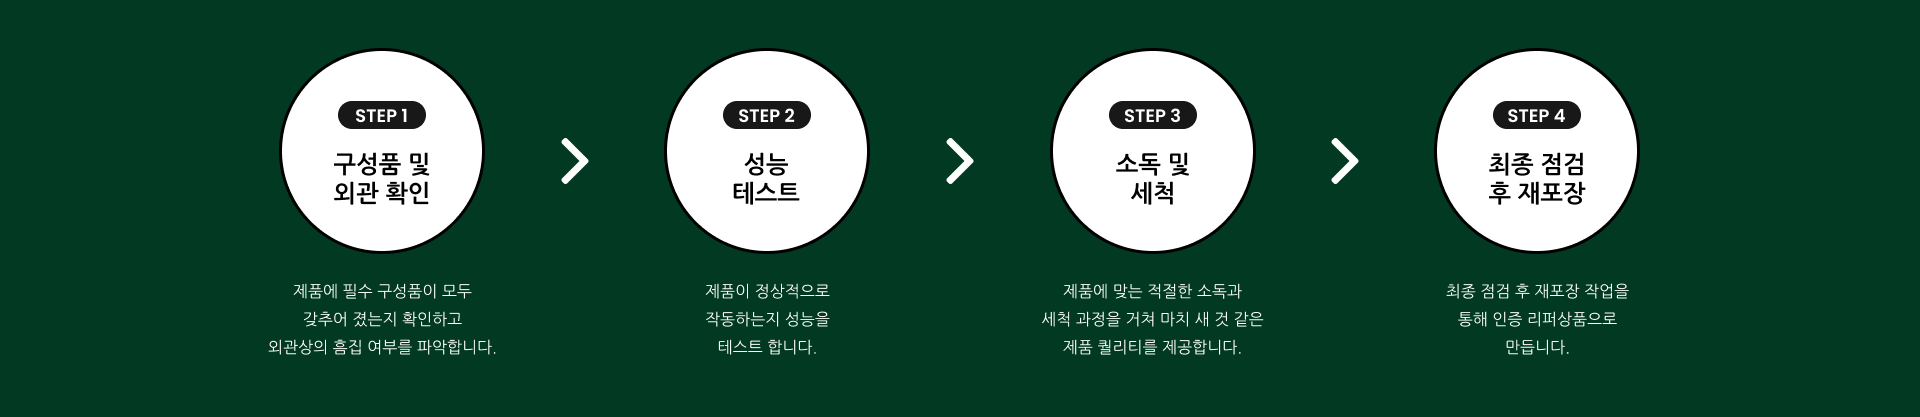 STEP 1
구성품 및
외관 확인
제품에 필수 구성품이 모두
갖추어 졌는지 확인하고
외관상의 흠집 여부를 파악합니다.
STEP 2
성능
테스트
제품이 정상적으로
작동하는지 성능을
테스트 합니다.
STEP 3
소독 및
세척
제품에 맞는 적절한 소독과
세척 과정을 거쳐 마치 새 것 같은
제품 퀄리티를 제공합니다.
STEP 4
최종 점검
후 재포장
최종 점검 후 재포장 작업을
통해 인증 리퍼상품으로
만듭니다.